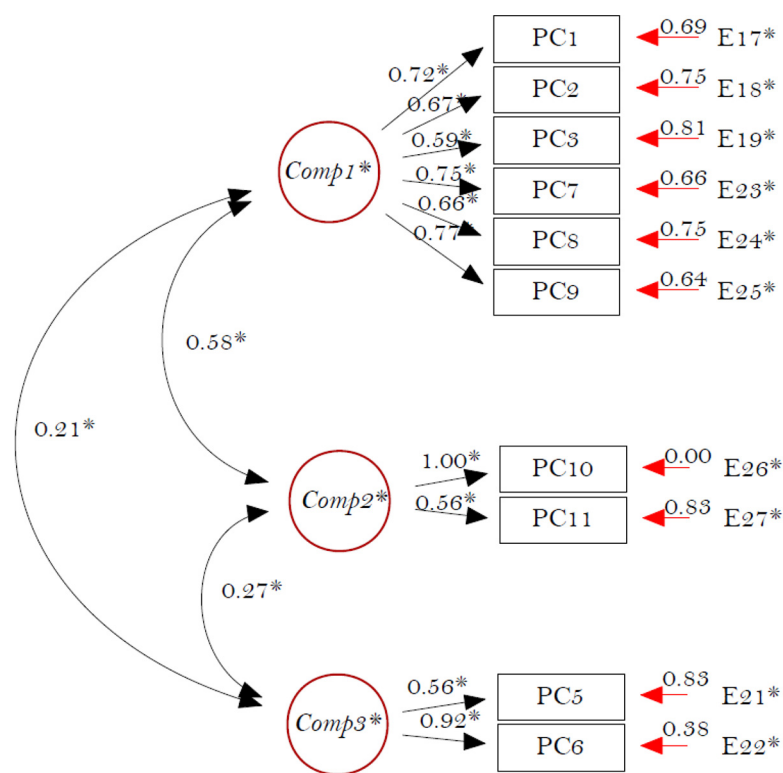 PC1 0.69 E17*
0.72*
PC2 0.75 E18*
0.67*
PC3 0.81 E19*
0.59*
Comp1*
PC7 0.66 E23*
0.75*
PC8 0.75 E24*
0.66*
PC9 0.64 E25*
0.77*
0.58*
0.21*
1.00*
PC10 0.00 E26*
Comp2*
0.56*
PC11 0.83 E27*
0.27*
0.56*
PC5 0.83 E21*
Comp3*
0.92*
PC6 0.38 E22*